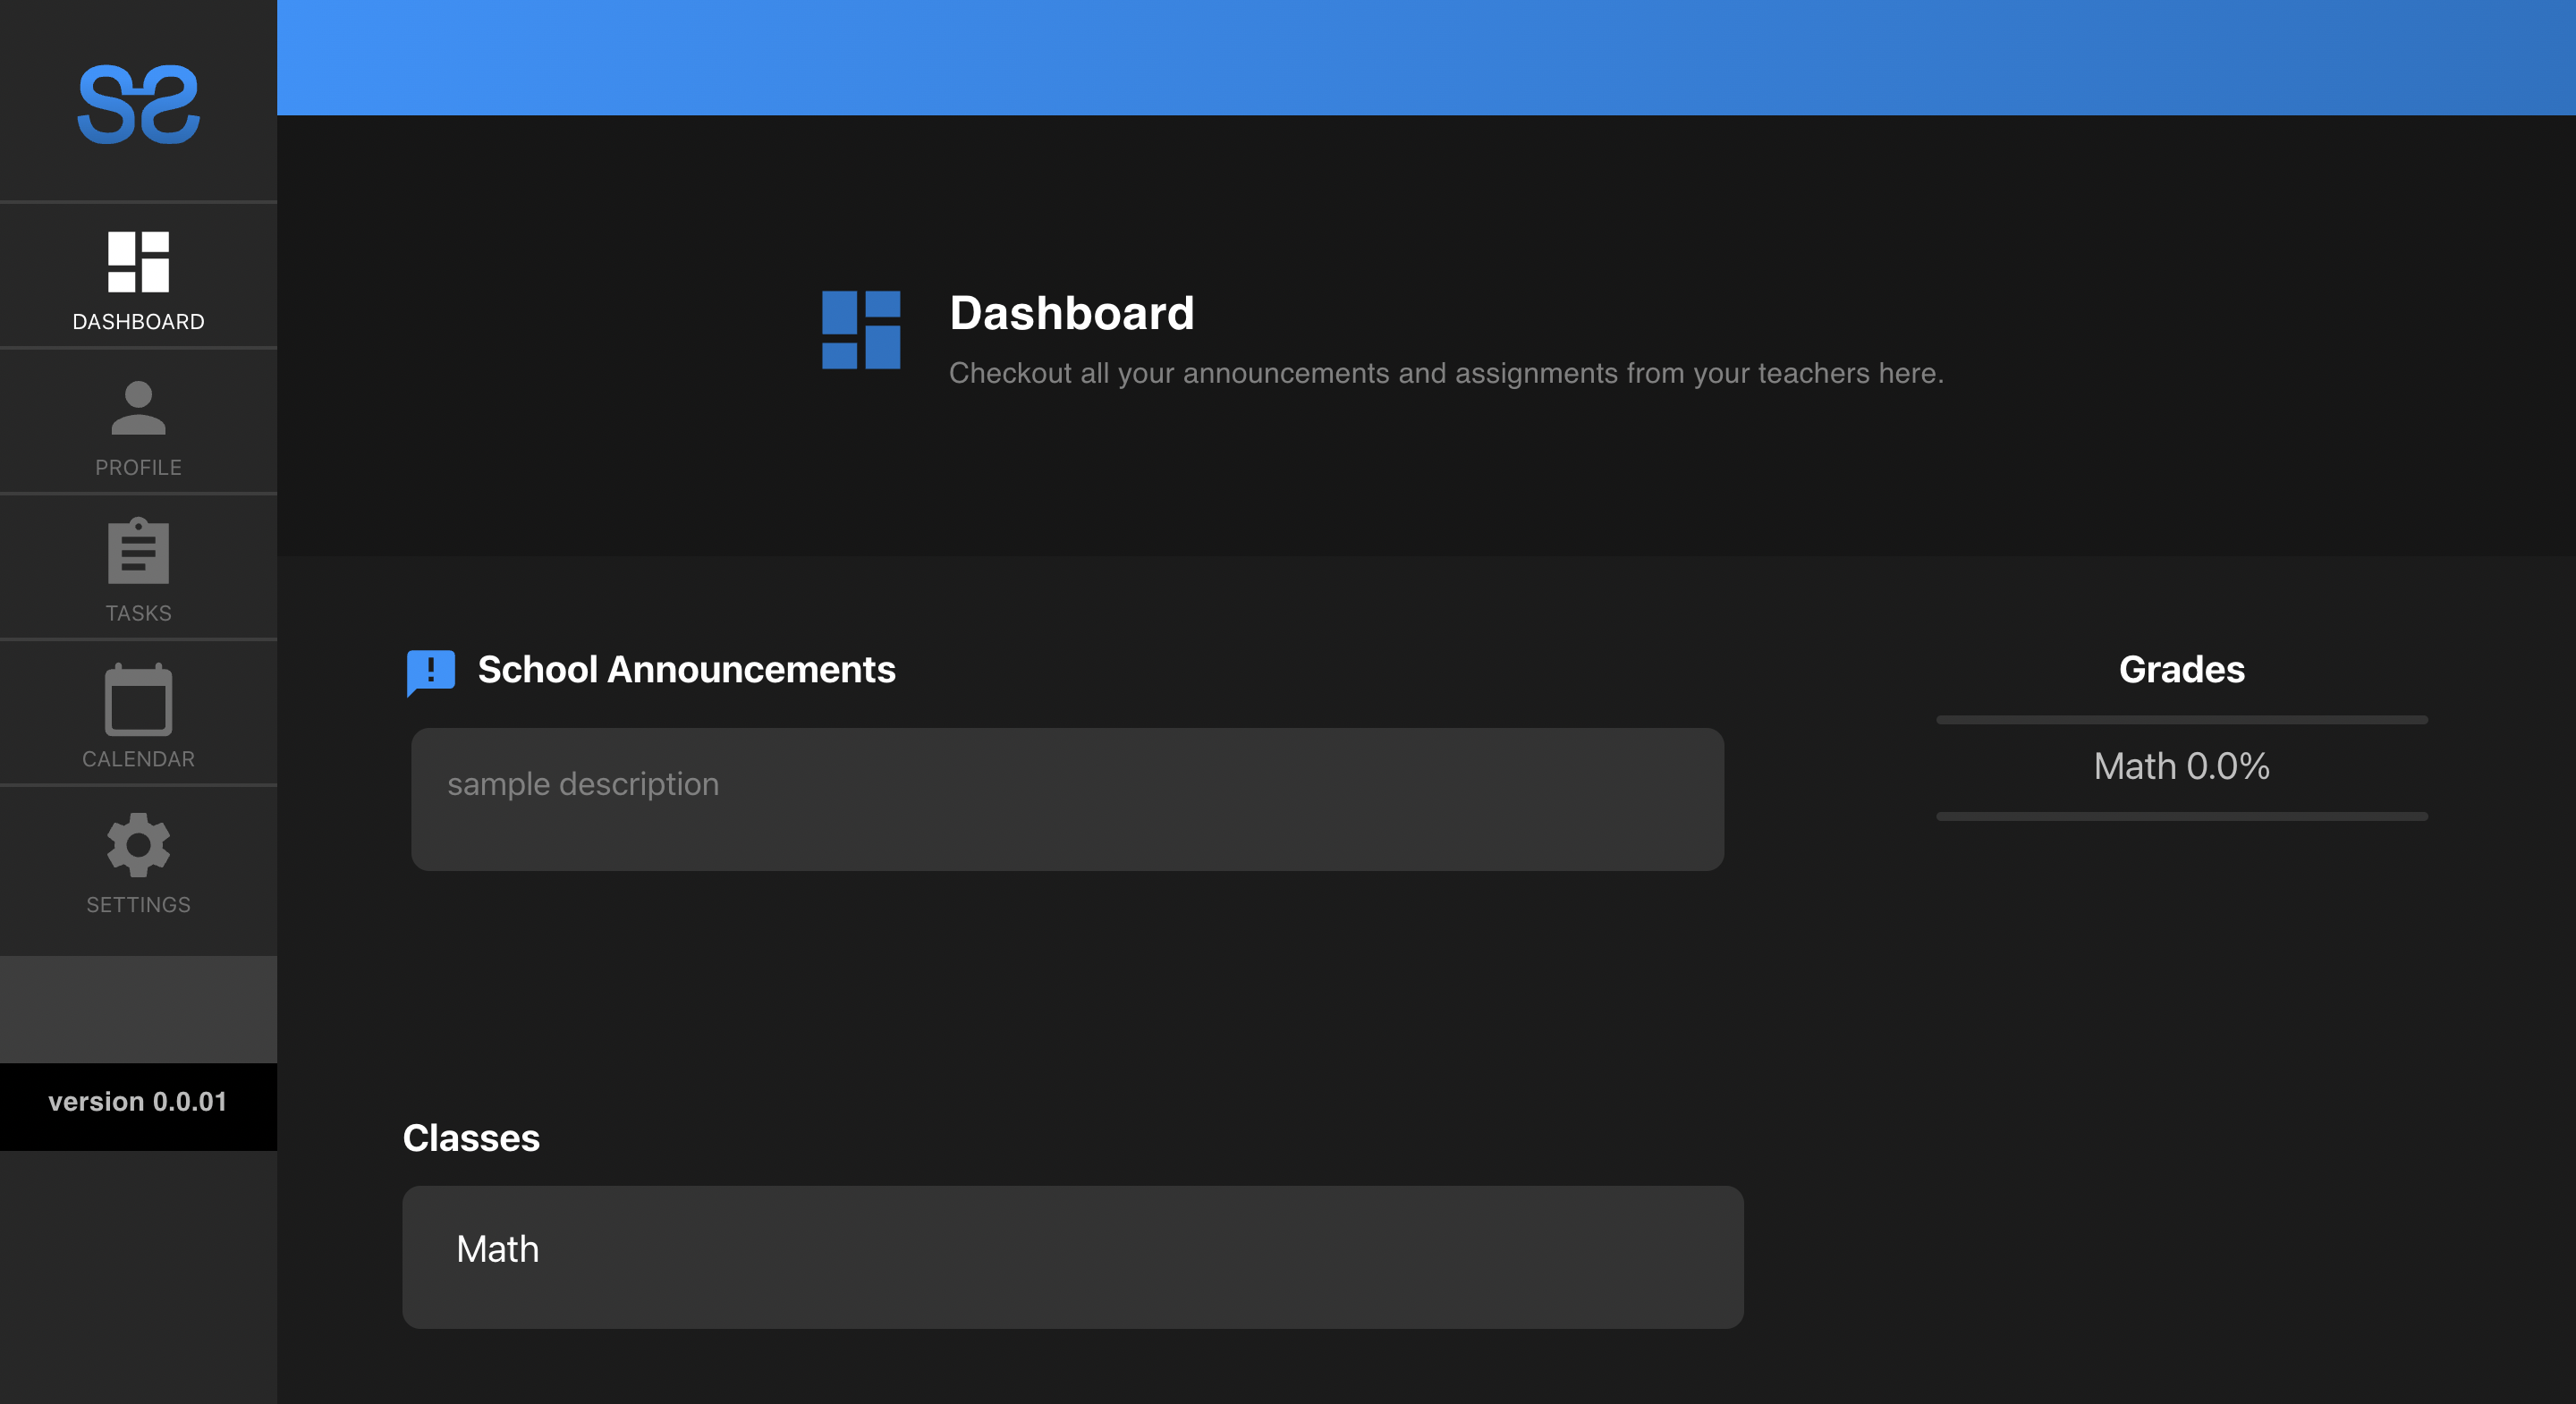 DASHBOARD
PROFILE
TASKS
CALENDAR
SETTINGS
version 0.0.01
Dashboard
Checkout all your announcements and assignments from your teachers here.
School Announcements
sample description
Grades
Math 0.0%
Classes
Math